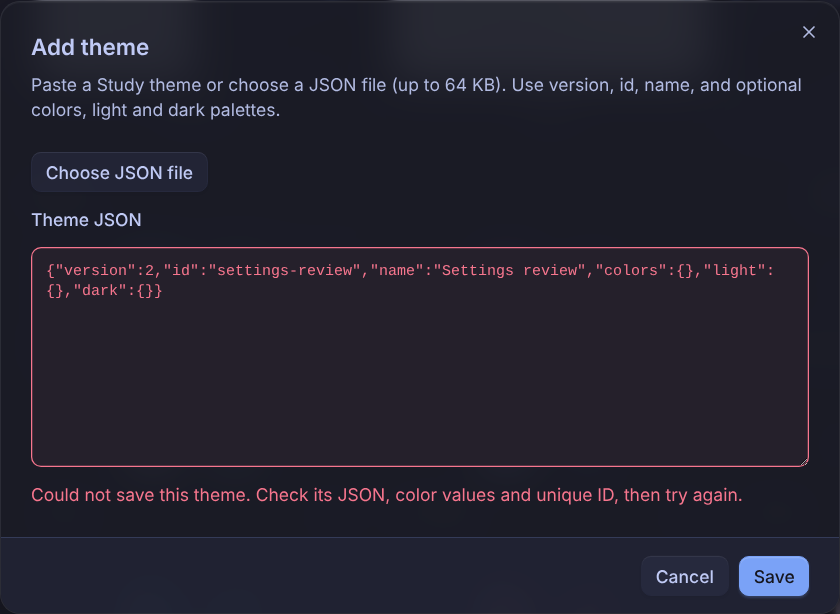 Add theme
Paste a Study theme or choose a JSON file (up to 64 KB). Use version, id, name, and optional
colors, light and dark palettes.
Choose JSON file
Theme JSON
{"version":2,"id":"settings-review","name":"Settings review","colors":{},"light":
{},"dark":{}}
Could not save this theme. Check its JSON, color values and unique ID, then try again.
Cancel
Save